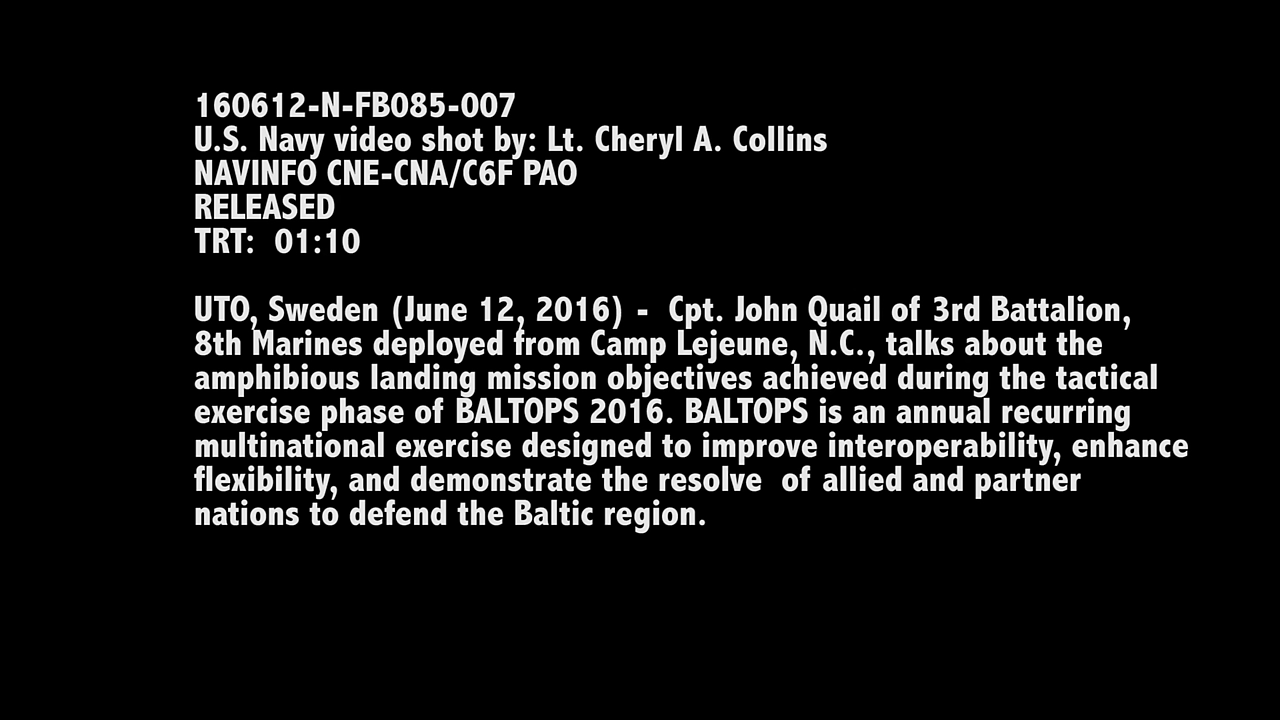 160612-N-FB085-007
U.S. Navy video shot by: Lt. Cheryl A. Collins
NAVINFO CNE-CNA/C6F PAO
RELEASED
TRT:  01:10
UTO, Sweden (June 12, 2016) -  Cpt. John Quail of 3rd Battalion,
8th Marines deployed from Camp Lejeune, N.C., talks about the
amphibious landing mission objectives achieved during the tactical
exercise phase of BALTOPS 2016. BALTOPS is an annual recurring
multinational exercise designed to improve interoperability, enhance
flexibility, and demonstrate the resolve  of allied and partner
nations to defend the Baltic region.